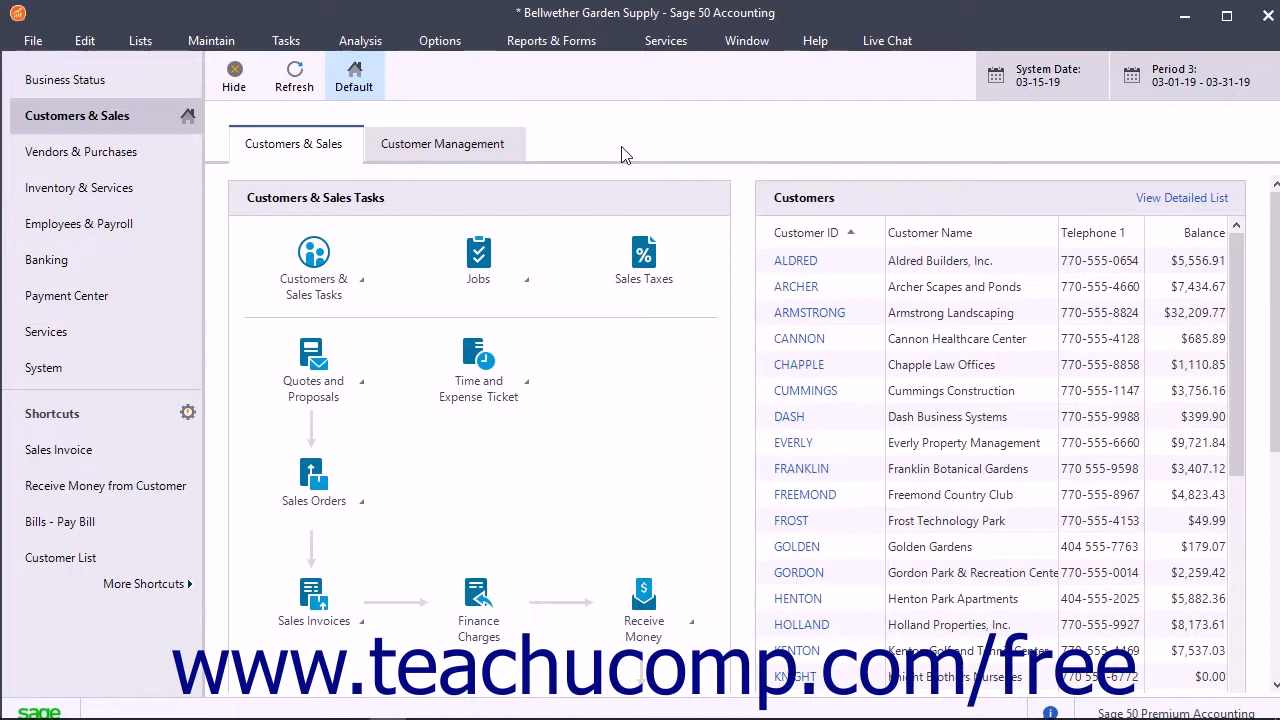 * Bellwether Garden Supply - Sage 50 Accounting
File Edit Lists Maintain Tasks Analysis Options Reports & Forms Services Window Help Live Chat
Business Status
Customers & Sales
Vendors & Purchases
Inventory & Services
Employees & Payroll
Banking
Payment Center
Services
System
Shortcuts
Sales Invoice
Receive Money from Customer
Bills - Pay Bill
Customer List
More Shortcuts
Hide Refresh Default
System Date:
03-15-19
Period 3:
03-01-19 - 03-31-19
Customers & Sales Customer Management
Customers & Sales Tasks
Customers &
Sales Tasks
Jobs
Sales Taxes
Quotes and
Proposals
Time and
Expense Ticket
Sales Orders
Sales Invoices
Finance
Charges
Receive
Money
Customers View Detailed List
Customer ID Customer Name Telephone 1 Balance
ALDRED Aldred Builders, Inc. 770-555-0654 $5,556.91
ARCHER Archer Scapes and Ponds 770-555-4660 $7,434.67
ARMSTRONG Armstrong Landscaping 770-555-8824 $32,209.77
CANNON Cannon Healthcare Center 770-555-4128 $685.89
CHAPPLE Chapple Law Offices 770-555-8858 $1,110.85
CUMMINGS Cummings Construction 770-555-1147 $3,756.16
DASH Dash Business Systems 770-555-9988 $399.90
EVERLY Everly Property Management 770-555-6660 $9,721.84
FRANKLIN Franklin Botanical Gardens 770 555-9598 $3,407.12
FREEMOND Freemond Country Club 770-555-8967 $4,823.43
FROST Frost Technology Park 770-555-4153 $49.99
GOLDEN Golden Gardens 404 555-7763 $179.07
GORDON Gordon Park & Recreation Cente 770-555-0014 $2,259.42
HENTON Henton Park Apartments 404-555-2025 $5,882.36
HOLLAND Holland Properties, Inc. 770-555-9927 $8,173.61
KENTON Kenton Golf and Tennis Center $7,537.03
KNIGHT Knight Brothers Nurseries 770-555-6772 $0.00
www.teachucomp.com/free
sage
Sage 50 Premium Accounting